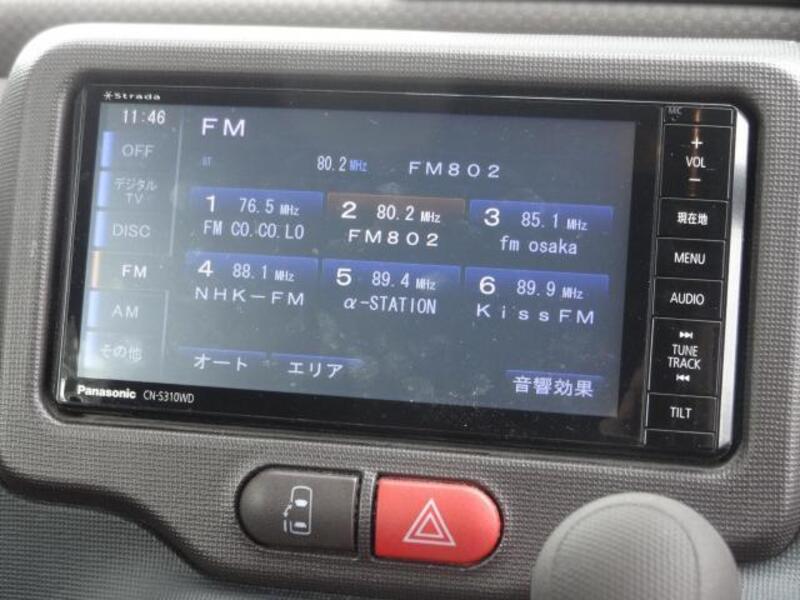 Strada
11:46
FM
ST
80.2 MHz FM802
OFF
デジタル
TV
DISC
FM
AM
その他
1 76.5 MHz
FM CO.CO.LO
2 80.2 MHz
FM802
3 85.1 MHz
fm osaka
4 88.1 MHz
NHK-FM
5 89.4 MHz
α-STATION
6 89.9 MHz
KissFM
オート
エリア
音響効果
Panasonic CN-S310WD
MIC
+
VOL
−
現在地
MENU
AUDIO
TUNE
TRACK
TILT